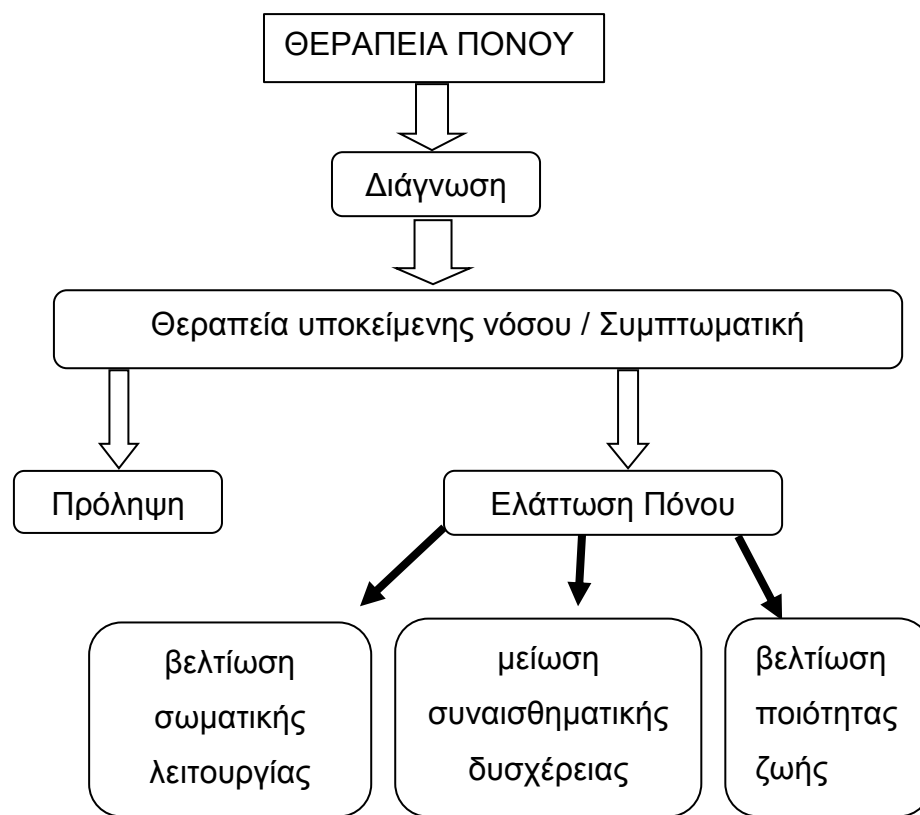 ΘΕΡΑΠΕΙΑ ΠΟΝΟΥ
Διάγνωση
Θεραπεία υποκείμενης νόσου / Συμπτωματική
Πρόληψη
Ελάττωση Πόνου
βελτίωση
σωματικής
λειτουργίας
μείωση
συναισθηματικής
δυσχέρειας
βελτίωση
ποιότητας
ζωής